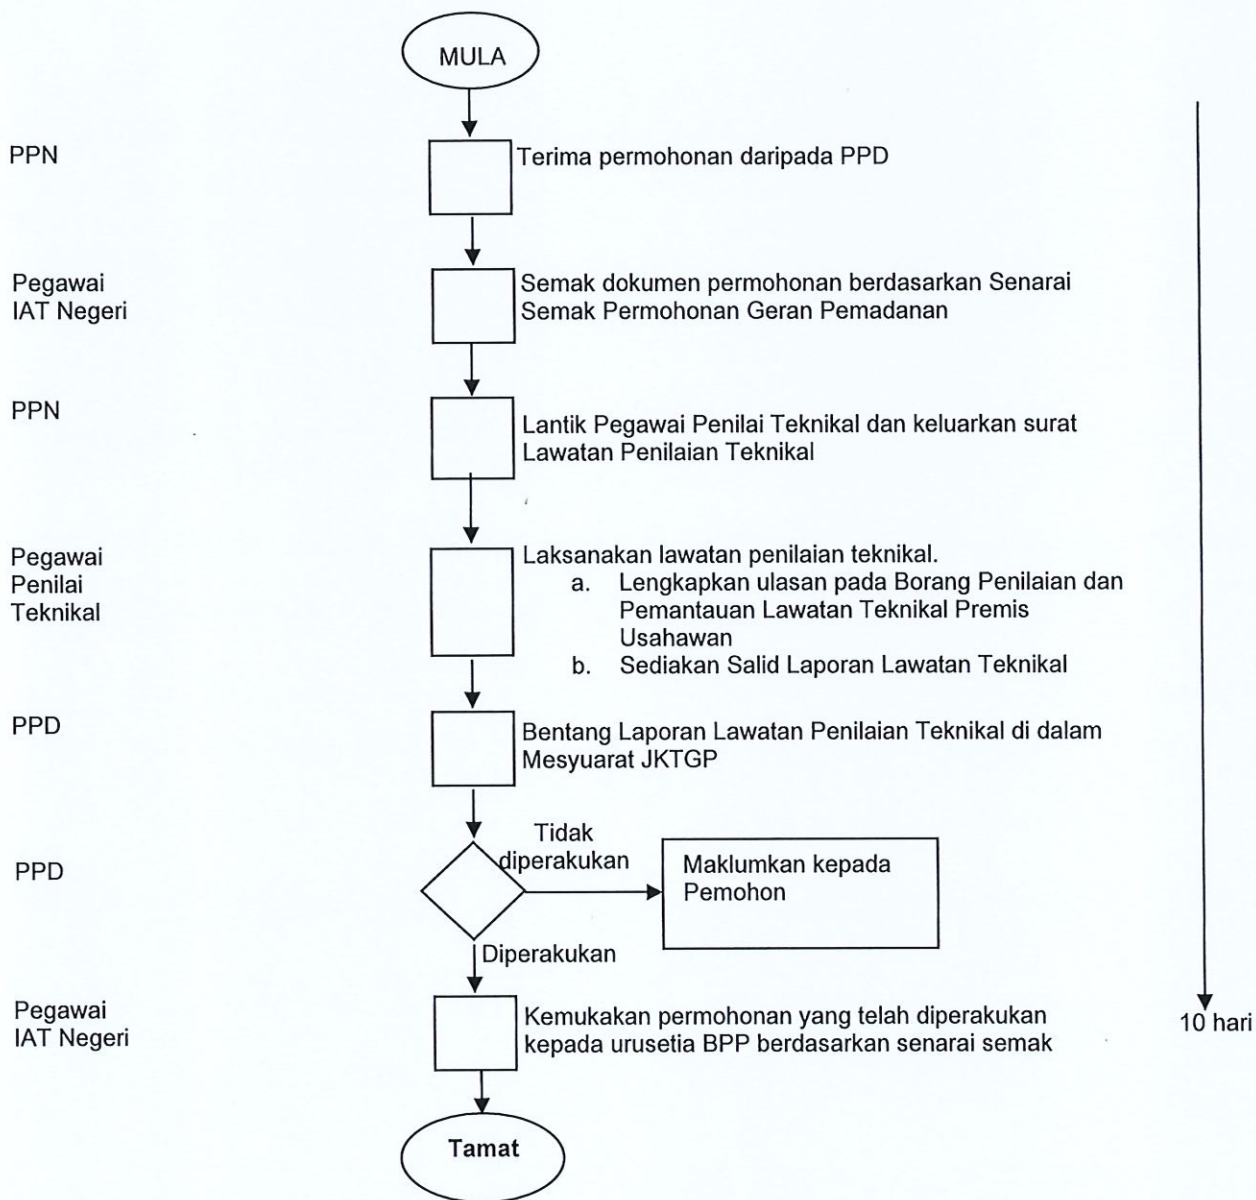 MULA
PPN
Terima permohonan daripada PPD
Pegawai
IAT Negeri
Semak dokumen permohonan berdasarkan Senarai
Semak Permohonan Geran Pemadanan
PPN
Lantik Pegawai Penilai Teknikal dan keluarkan surat
Lawatan Penilaian Teknikal
Pegawai
Penilai
Teknikal
Laksanakan lawatan penilaian teknikal.
a. Lengkapkan ulasan pada Borang Penilaian dan
Pemantauan Lawatan Teknikal Premis
Usahawan
b. Sediakan Salid Laporan Lawatan Teknikal
PPD
Bentang Laporan Lawatan Penilaian Teknikal di dalam
Mesyuarat JKTGP
PPD
Tidak
diperakukan
Maklumkan kepada
Pemohon
Diperakukan
Pegawai
IAT Negeri
Kemukakan permohonan yang telah diperakukan
kepada urusetia BPP berdasarkan senarai semak
10 hari
Tamat